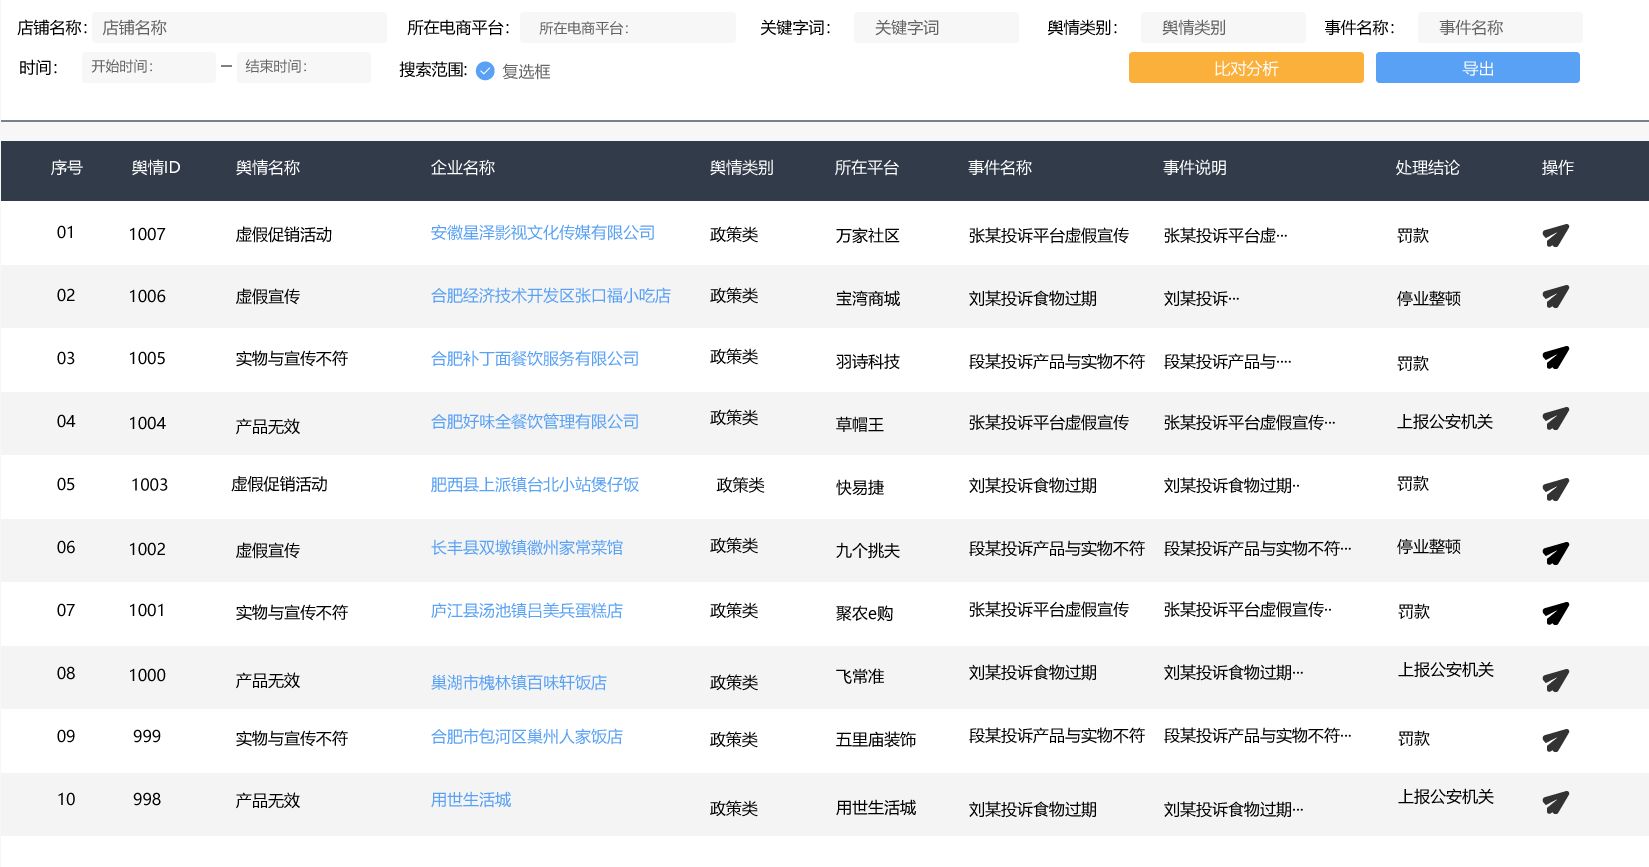 店铺名称: 店铺名称 所在电商平台: 所在电商平台: 关键字词: 关键字词 舆情类别: 舆情类别 事件名称: 事件名称
时间: 开始时间: — 结束时间: 搜索范围: 复选框 比对分析 导出
序号 舆情ID 舆情名称 企业名称 舆情类别 所在平台 事件名称 事件说明 处理结论 操作
01 1007 虚假促销活动 安徽星泽影视文化传媒有限公司 政策类 万家社区 张某投诉平台虚假宣传 张某投诉平台虚··· 罚款
02 1006 虚假宣传 合肥经济技术开发区张口福小吃店 政策类 宝湾商城 刘某投诉食物过期 刘某投诉··· 停业整顿
03 1005 实物与宣传不符 合肥补丁面餐饮服务有限公司 政策类 羽诗科技 段某投诉产品与实物不符 段某投诉产品与···· 罚款
04 1004 产品无效 合肥好味全餐饮管理有限公司 政策类 草帽王 张某投诉平台虚假宣传 张某投诉平台虚假宣传··· 上报公安机关
05 1003 虚假促销活动 肥西县上派镇台北小站煲仔饭 政策类 快易捷 刘某投诉食物过期 刘某投诉食物过期·· 罚款
06 1002 虚假宣传 长丰县双墩镇徽州家常菜馆 政策类 九个挑夫 段某投诉产品与实物不符 段某投诉产品与实物不符··· 停业整顿
07 1001 实物与宣传不符 庐江县汤池镇吕美兵蛋糕店 政策类 聚农e购 张某投诉平台虚假宣传 张某投诉平台虚假宣传·· 罚款
08 1000 产品无效 巢湖市槐林镇百味轩饭店 政策类 飞常准 刘某投诉食物过期 刘某投诉食物过期··· 上报公安机关
09 999 实物与宣传不符 合肥市包河区巢州人家饭店 政策类 五里庙装饰 段某投诉产品与实物不符 段某投诉产品与实物不符··· 罚款
10 998 产品无效 用世生活城 政策类 用世生活城 刘某投诉食物过期 刘某投诉食物过期··· 上报公安机关